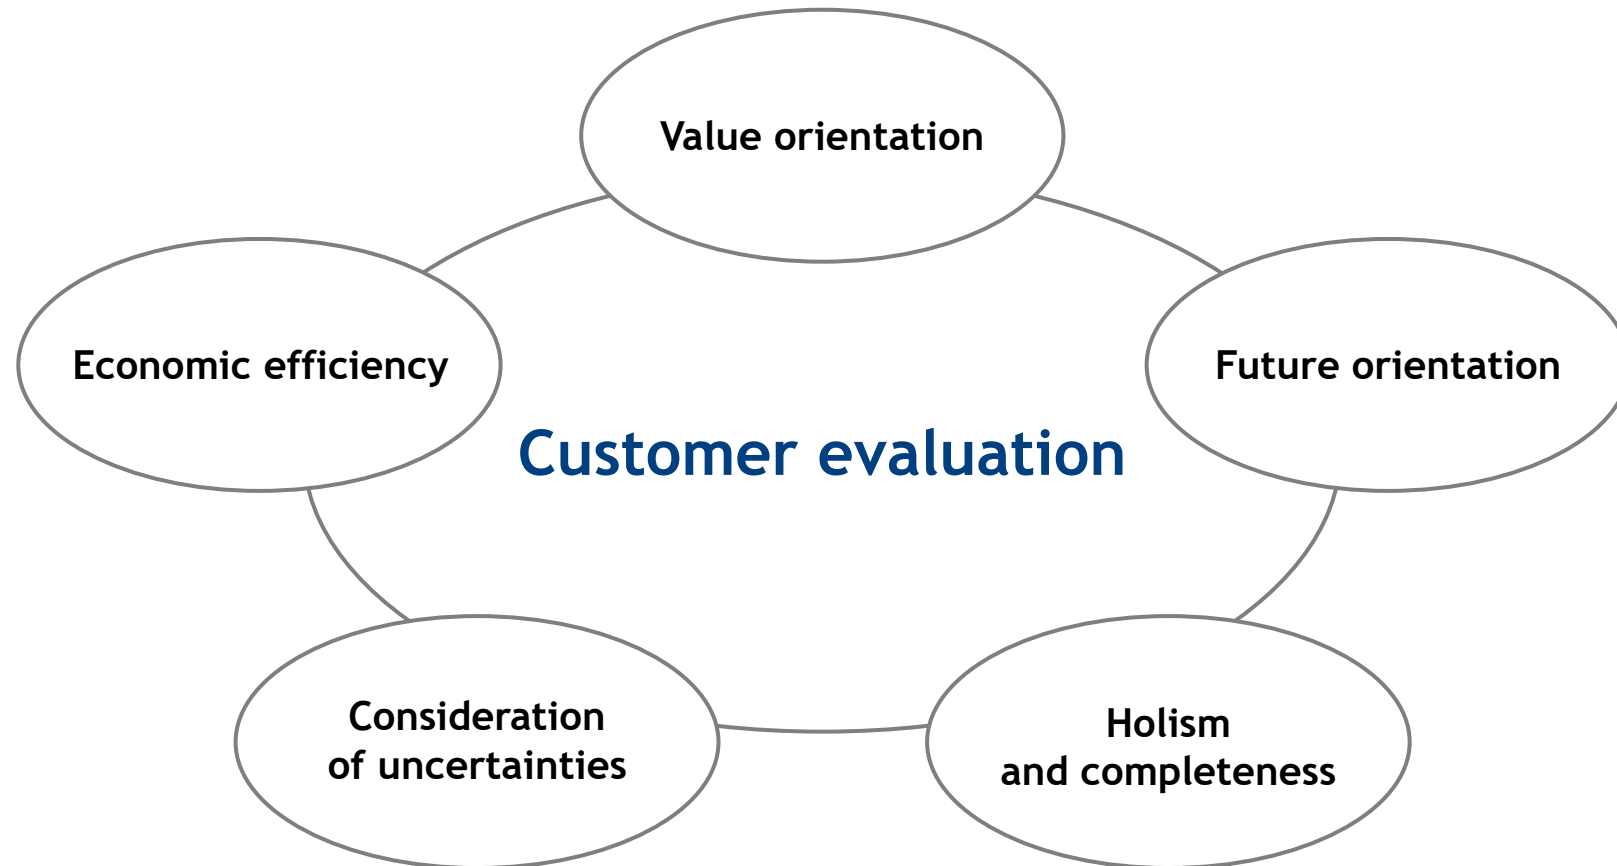 Value orientation
Economic efficiency
Future orientation
Customer evaluation
Consideration
of uncertainties
Holism
and completeness